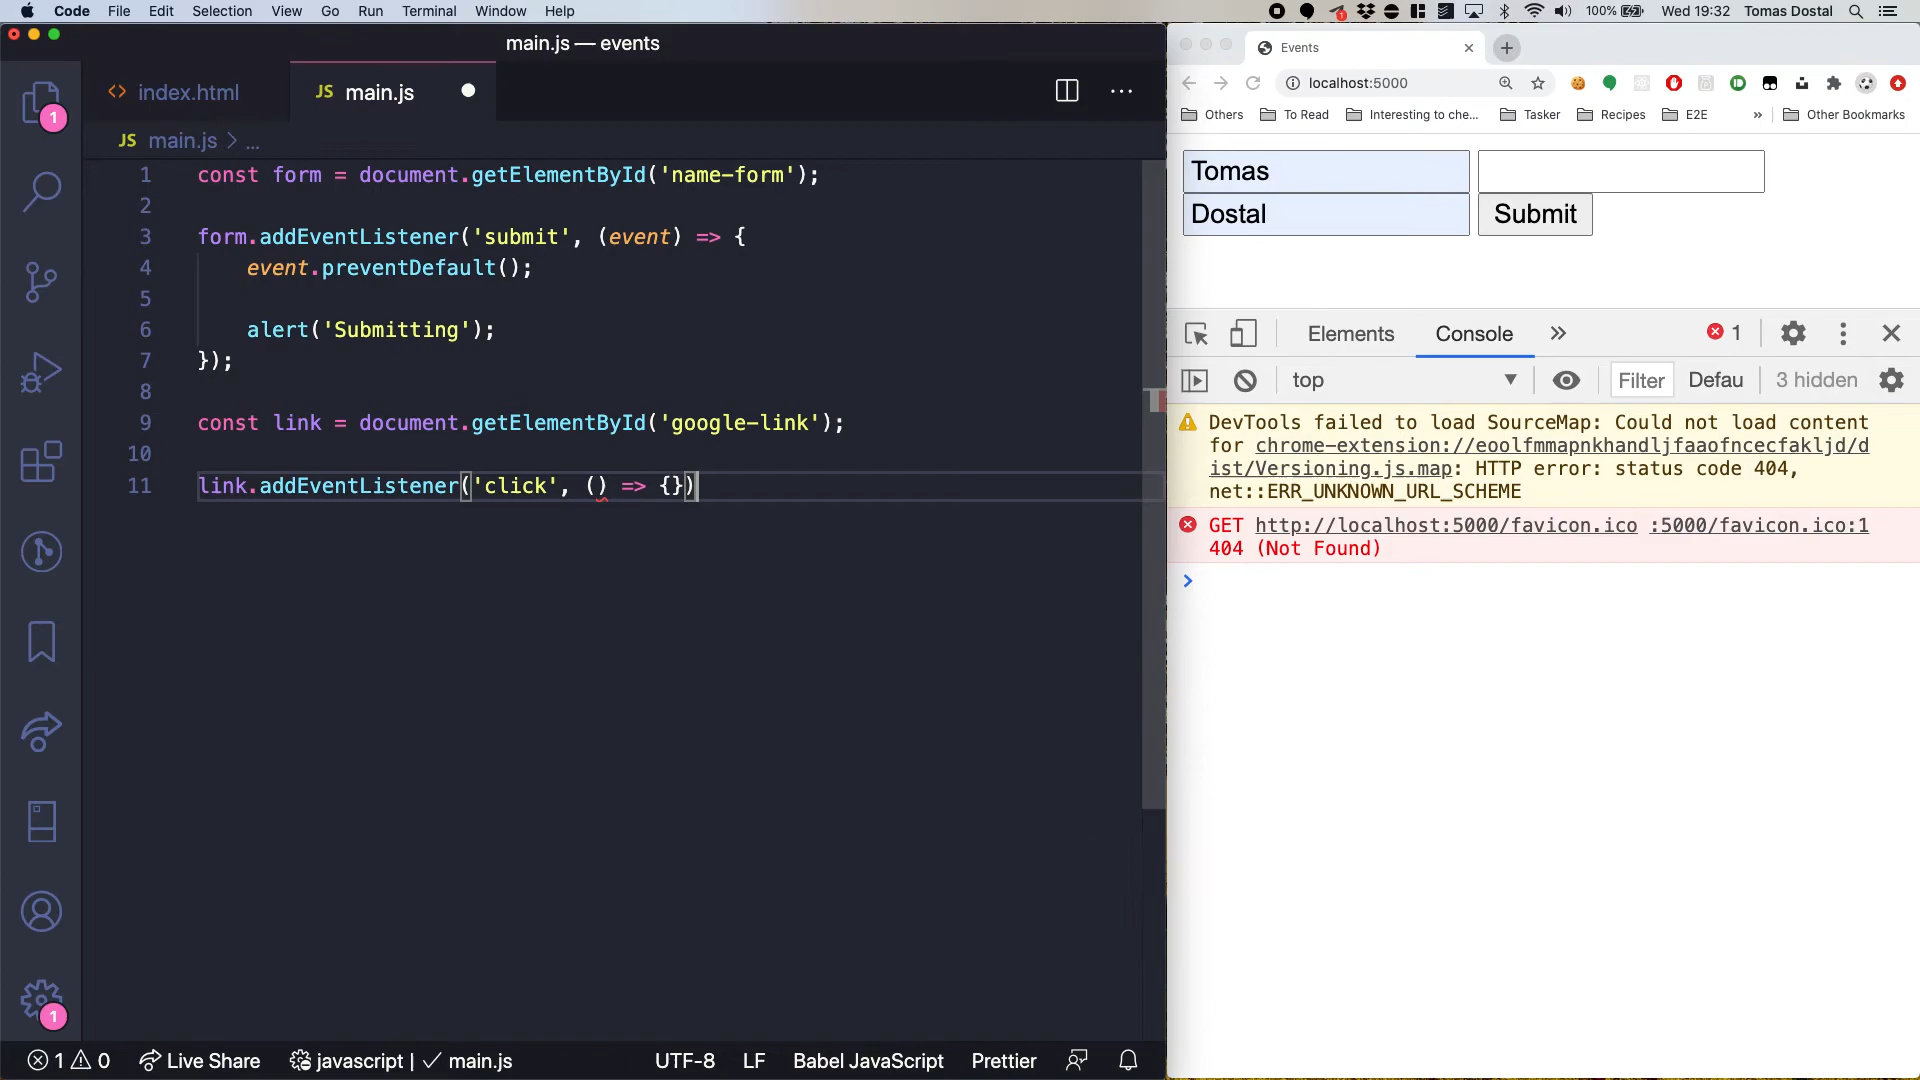 Code File Edit Selection View Go Run Terminal Window Help
1
100% Wed 19:32 Tomas Dostal
main.js — events
Events
<> index.html
JS main.js
localhost:5000
1
Others To Read Interesting to che... Tasker Recipes E2E » Other Bookmarks
JS main.js > ...
1 const form = document.getElementById('name-form');
2
3 form.addEventListener('submit', (event) => {
4 event.preventDefault();
5
6 alert('Submitting');
7 });
8
9 const link = document.getElementById('google-link');
10
11 link.addEventListener('click', () => {})
1
Tomas
Dostal Submit
Elements Console » 1
top Filter Defau 3 hidden
DevTools failed to load SourceMap: Could not load content
for chrome-extension://eoolfmmapnkhandljfaaofncecfakljd/d
ist/Versioning.js.map: HTTP error: status code 404,
net::ERR_UNKNOWN_URL_SCHEME
GET http://localhost:5000/favicon.ico :5000/favicon.ico:1
404 (Not Found)
>
1 0 Live Share javascript | ✓ main.js UTF-8 LF Babel JavaScript Prettier